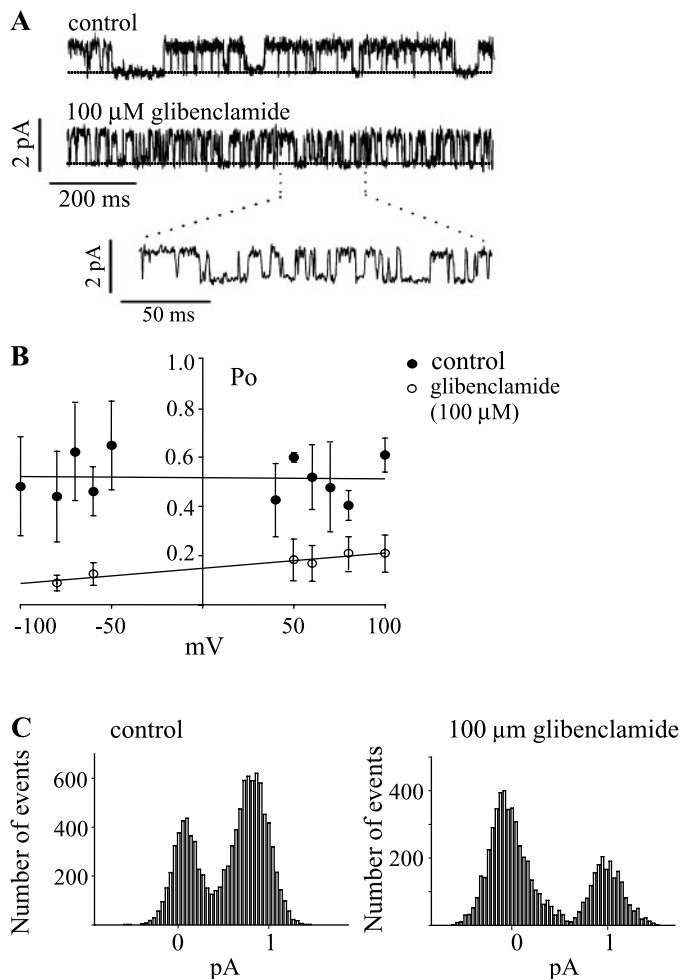 A
control
100 µM glibenclamide
2 pA
200 ms
2 pA
50 ms
B
1.0
Po
0.8
0.6
0.4
0.2
-100
-50
50
100
mV
control
glibenclamide
(100 µM)
C
control
100 µm glibenclamide
Number of events
600
400
200
0
1
pA
Number of events
400
200
0
1
pA